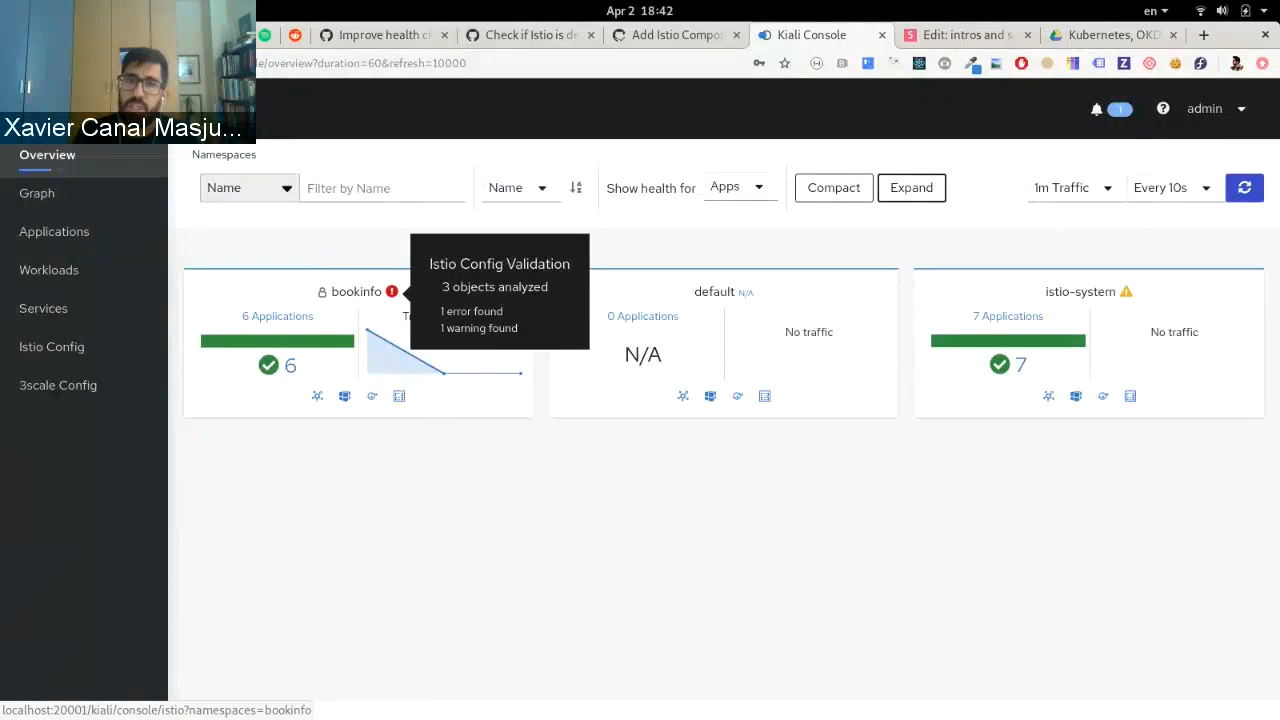 Apr 2 18:42
en
Improve health c
Check if Istio is de
Add Istio Compo
Kiali Console
Edit: intros and s
Kubernetes, OKD
le/overview?duration=60&refresh=10000
Xavier Canal Masju...
1
admin
Overview
Graph
Applications
Workloads
Services
Istio Config
3scale Config
Namespaces
Name
Filter by Name
Name
Show health for
Apps
Compact
Expand
1m Traffic
Every 10s
Istio Config Validation
3 objects analyzed
1 error found
1 warning found
bookinfo
6 Applications
6
default N/A
0 Applications
N/A
No traffic
istio-system
7 Applications
7
No traffic
localhost:20001/kiali/console/istio?namespaces=bookinfo